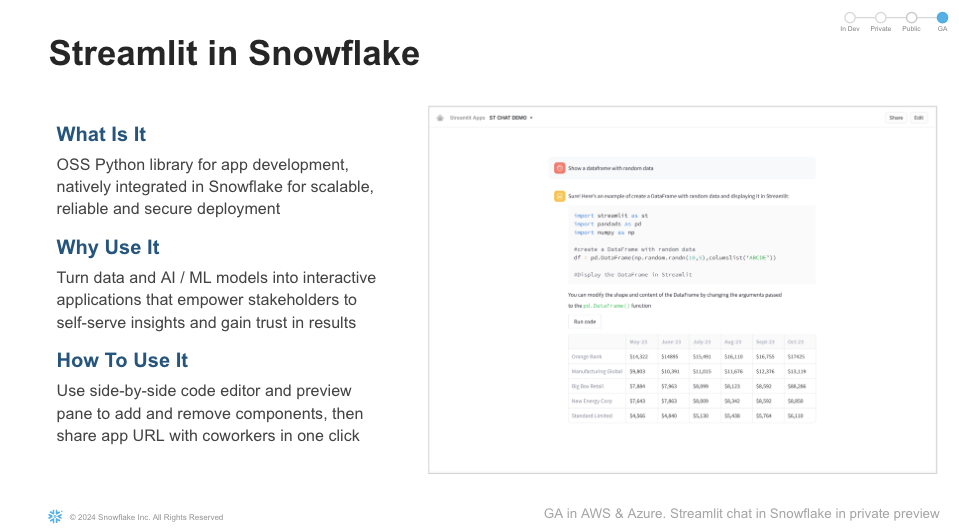 In Dev Private Public GA
Streamlit in Snowflake
What Is It
OSS Python library for app development,
natively integrated in Snowflake for scalable,
reliable and secure deployment
Why Use It
Turn data and AI / ML models into interactive
applications that empower stakeholders to
self-serve insights and gain trust in results
How To Use It
Use side-by-side code editor and preview
pane to add and remove components, then
share app URL with coworkers in one click
Streamlit Apps ST CHAT DEMO Share Edit
Show a dataframe with random data
Sure! Here's an example of create a DataFrame with random data and displaying it in Streamlit:
import streamlit as st
import pandads as pd
import numpy as np
#create a DataFrame with random data
df = pd.DataFrame(np.random.randn(10,5),columslist("ABCDE"))
#Display the DataFrame in Streamlit
You can modify the shape and content of the DataFrame by changing the arguments passed
to the pd.DataFrame() function
Run code
May-23 June-23 July-23 Aug-23 Sept-23 Oct-23
Orange Bank $14,322 $14895 $15,491 $16,110 $16,755 $17425
Manufacturing Global $9,803 $10,391 $11,015 $11,676 $12,376 $13,119
Big Box Retail $7,884 $7,963 $8,123 $8,592
New Energy Corp $7,643 $7,863 $8,342 $8,592 $8,850
Standard Limited $4,566 $4,840 $5,130 $5,438 $5,764 $6,110
© 2024 Snowflake Inc. All Rights Reserved
GA in AWS & Azure. Streamlit chat in Snowflake in private preview